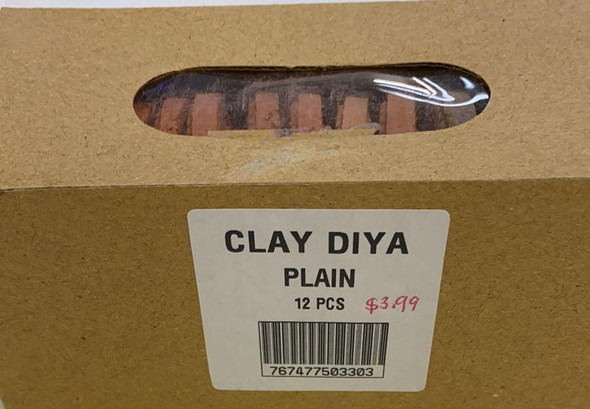 CLAY DIYA
PLAIN
12 PCS $3.99
767477503303